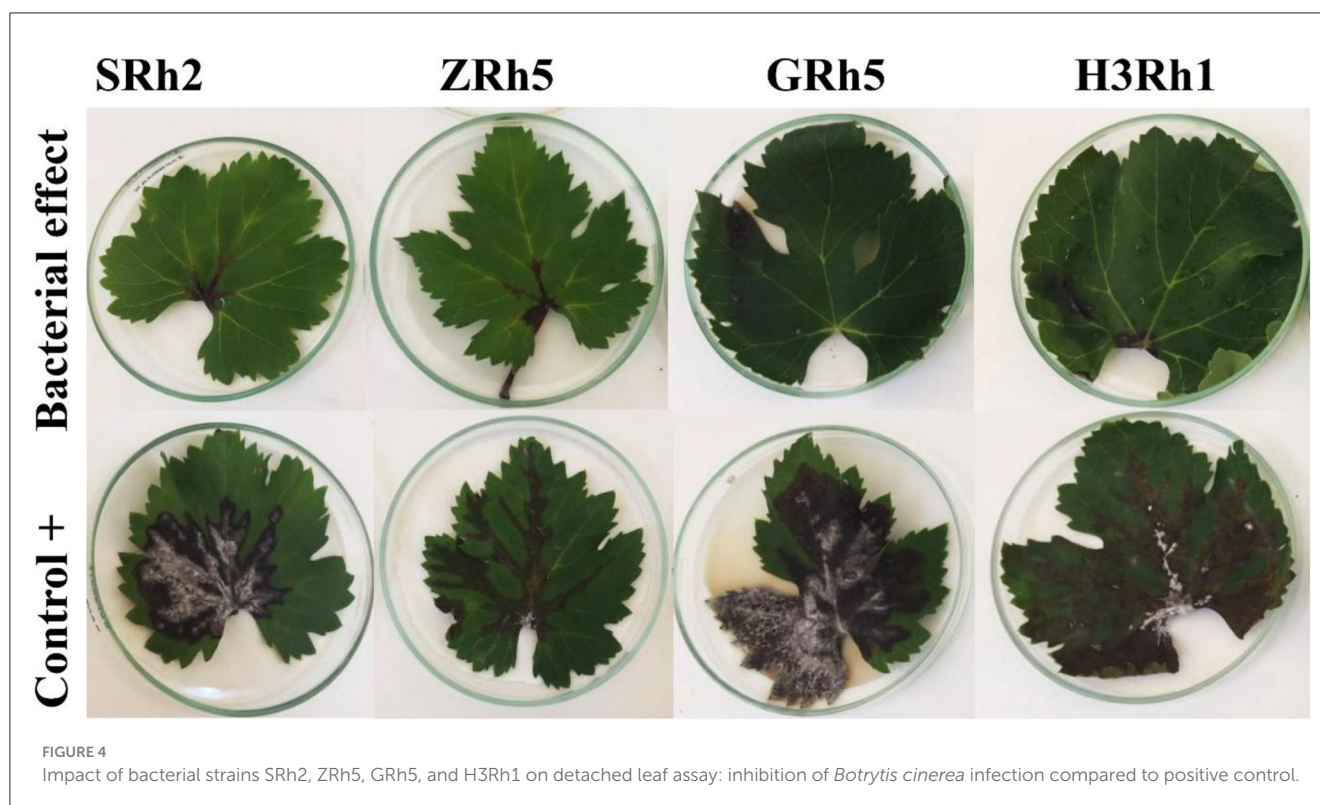 SRh2 ZRh5 GRh5 H3Rh1
Bacterial effect
Control +
FIGURE 4
Impact of bacterial strains SRh2, ZRh5, GRh5, and H3Rh1 on detached leaf assay: inhibition of Botrytis cinerea infection compared to positive control.